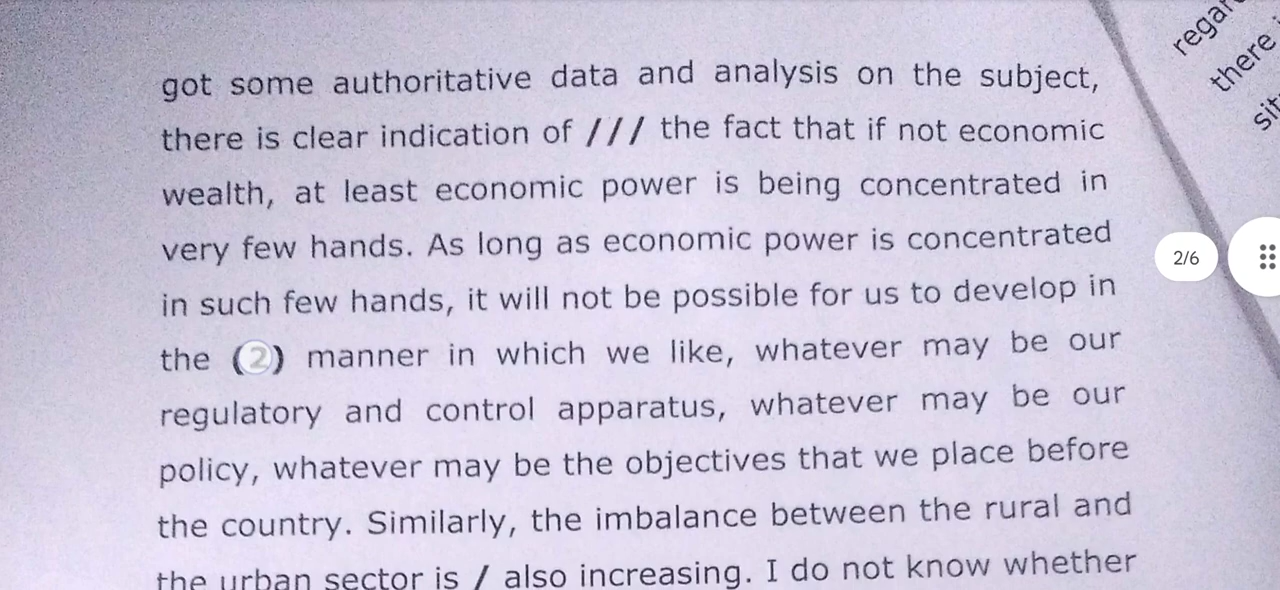 got some authoritative data and analysis on the subject,
there is clear indication of /// the fact that if not economic
wealth, at least economic power is being concentrated in
very few hands. As long as economic power is concentrated
in such few hands, it will not be possible for us to develop in
the (2) manner in which we like, whatever may be our
regulatory and control apparatus, whatever may be our
policy, whatever may be the objectives that we place before
the country. Similarly, the imbalance between the rural and
the urban sector is / also increasing. I do not know whether
there
2/6